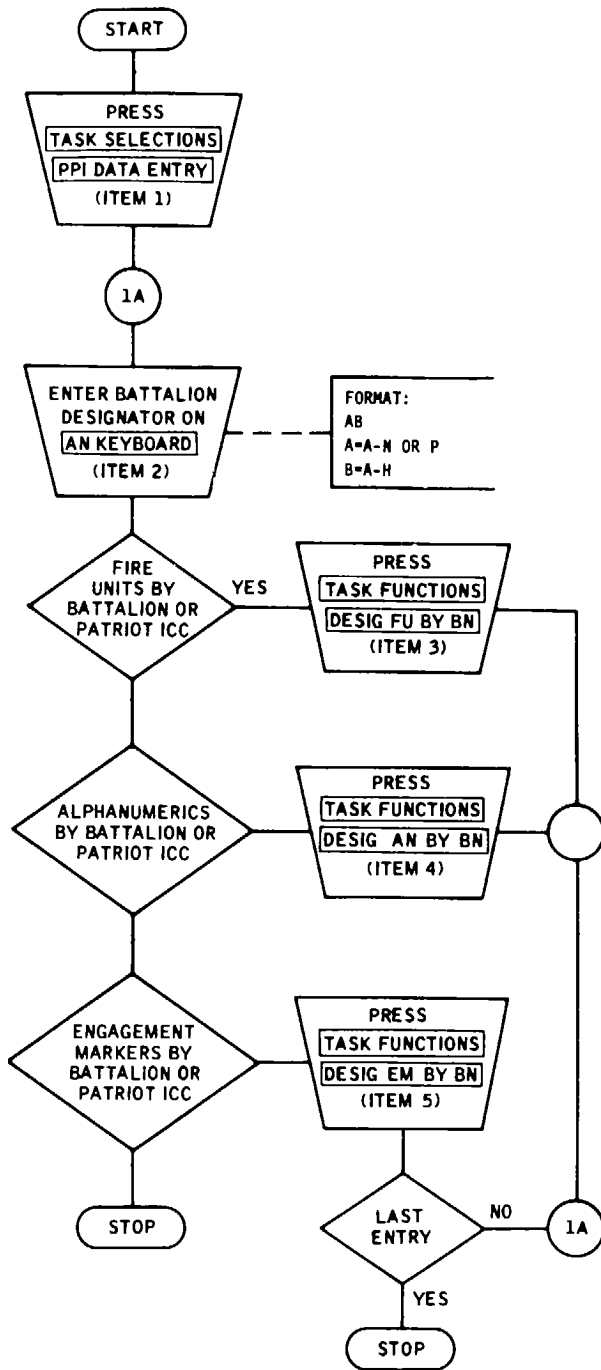 START
PRESS
TASK SELECTIONS
PPI DATA ENTRY
(ITEM 1)
1A
ENTER BATTALION
DESIGNATOR ON
AN KEYBOARD
(ITEM 2)
FORMAT:
AB
A=A-N OR P
B=A-H
FIRE
UNITS BY
BATTALION OR
PATRIOT ICC
YES
PRESS
TASK FUNCTIONS
DESIG FU BY BN
(ITEM 3)
ALPHANUMERICS
BY BATTALION OR
PATRIOT ICC
PRESS
TASK FUNCTIONS
DESIG AN BY BN
(ITEM 4)
ENGAGEMENT
MARKERS BY
BATTALION OR
PATRIOT ICC
PRESS
TASK FUNCTIONS
DESIG EM BY BN
(ITEM 5)
STOP
LAST
ENTRY
NO
1A
YES
STOP